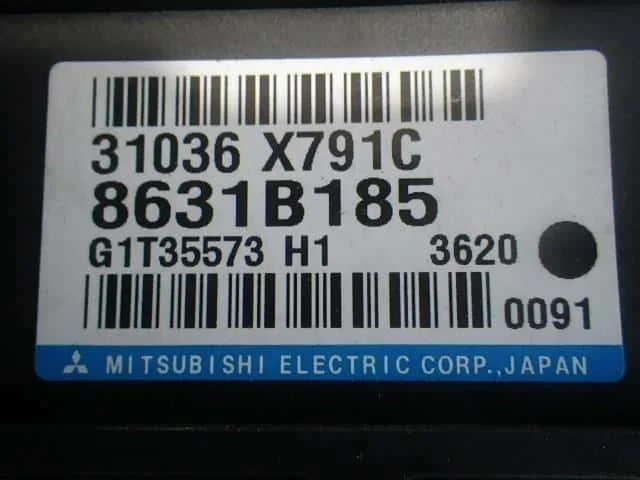 31036 X791C
8631B185
G1T35573 H1 3620
0091
MITSUBISHI ELECTRIC CORP.,JAPAN